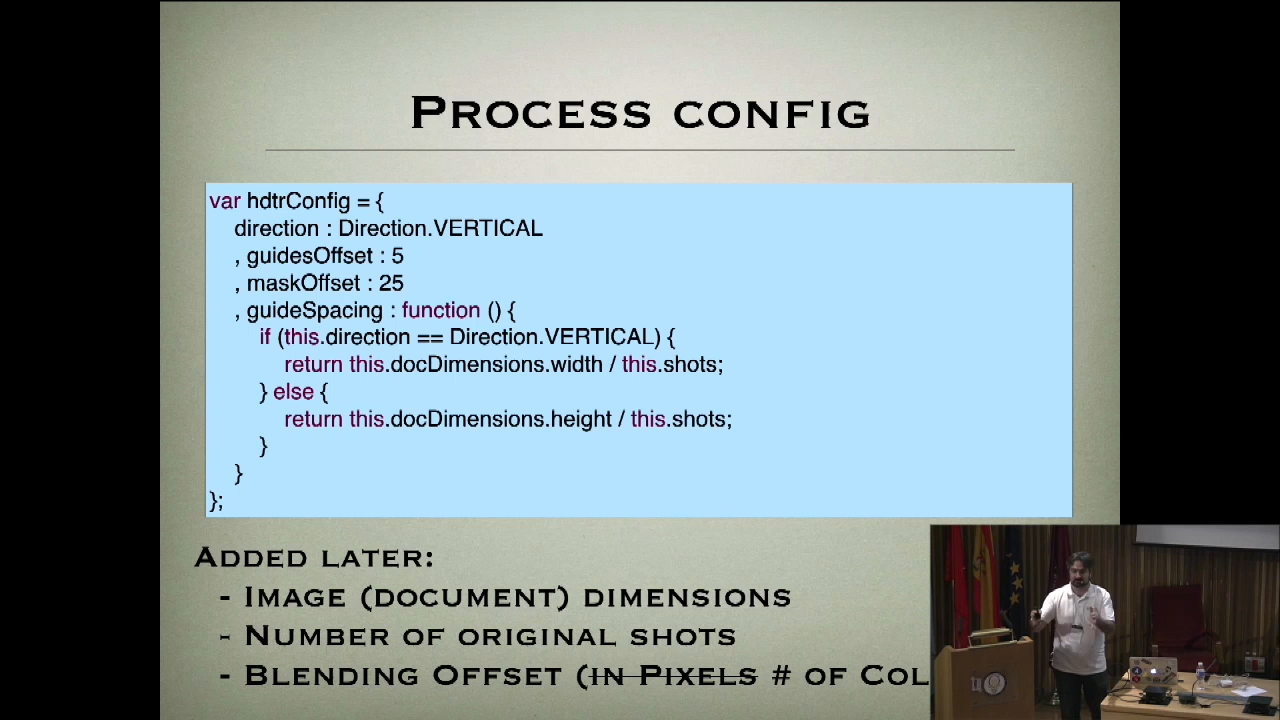 Process config
var hdtrConfig = {
direction : Direction.VERTICAL
, guidesOffset : 5
, maskOffset : 25
, guideSpacing : function () {
if (this.direction == Direction.VERTICAL) {
return this.docDimensions.width / this.shots;
} else {
return this.docDimensions.height / this.shots;
}
}
};
Added later:
- Image (document) dimensions
- Number of original shots
- Blending Offset (in Pixels # of Col